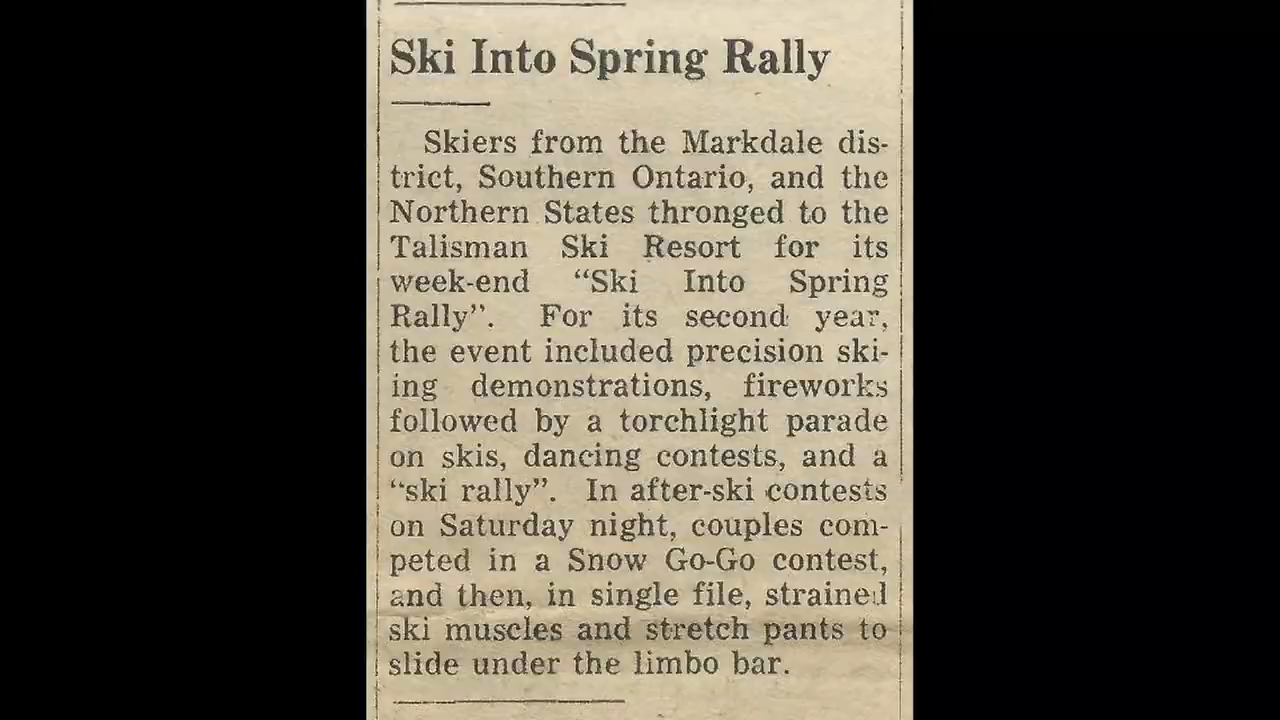 Ski Into Spring Rally
Skiers from the Markdale dis-
trict, Southern Ontario, and the
Northern States thronged to the
Talisman Ski Resort for its
week-end “Ski Into Spring
Rally”. For its second year,
the event included precision ski-
ing demonstrations, fireworks
followed by a torchlight parade
on skis, dancing contests, and a
“ski rally”. In after-ski contests
on Saturday night, couples com-
peted in a Snow Go-Go contest,
and then, in single file, strained
ski muscles and stretch pants to
slide under the limbo bar.